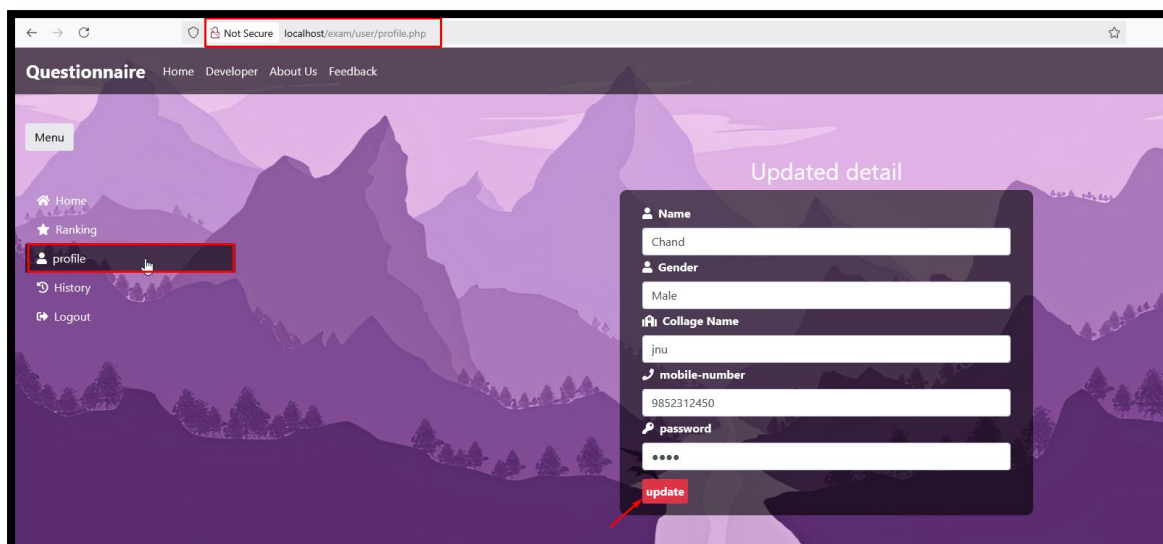 Not Secure localhost/exam/user/profile.php
Questionnaire Home Developer About Us Feedback
Menu
Home
Ranking
profile
History
Logout
Updated detail
Name
Chand
Gender
Male
Collage Name
jnu
mobile-number
9852312450
password
••••
update